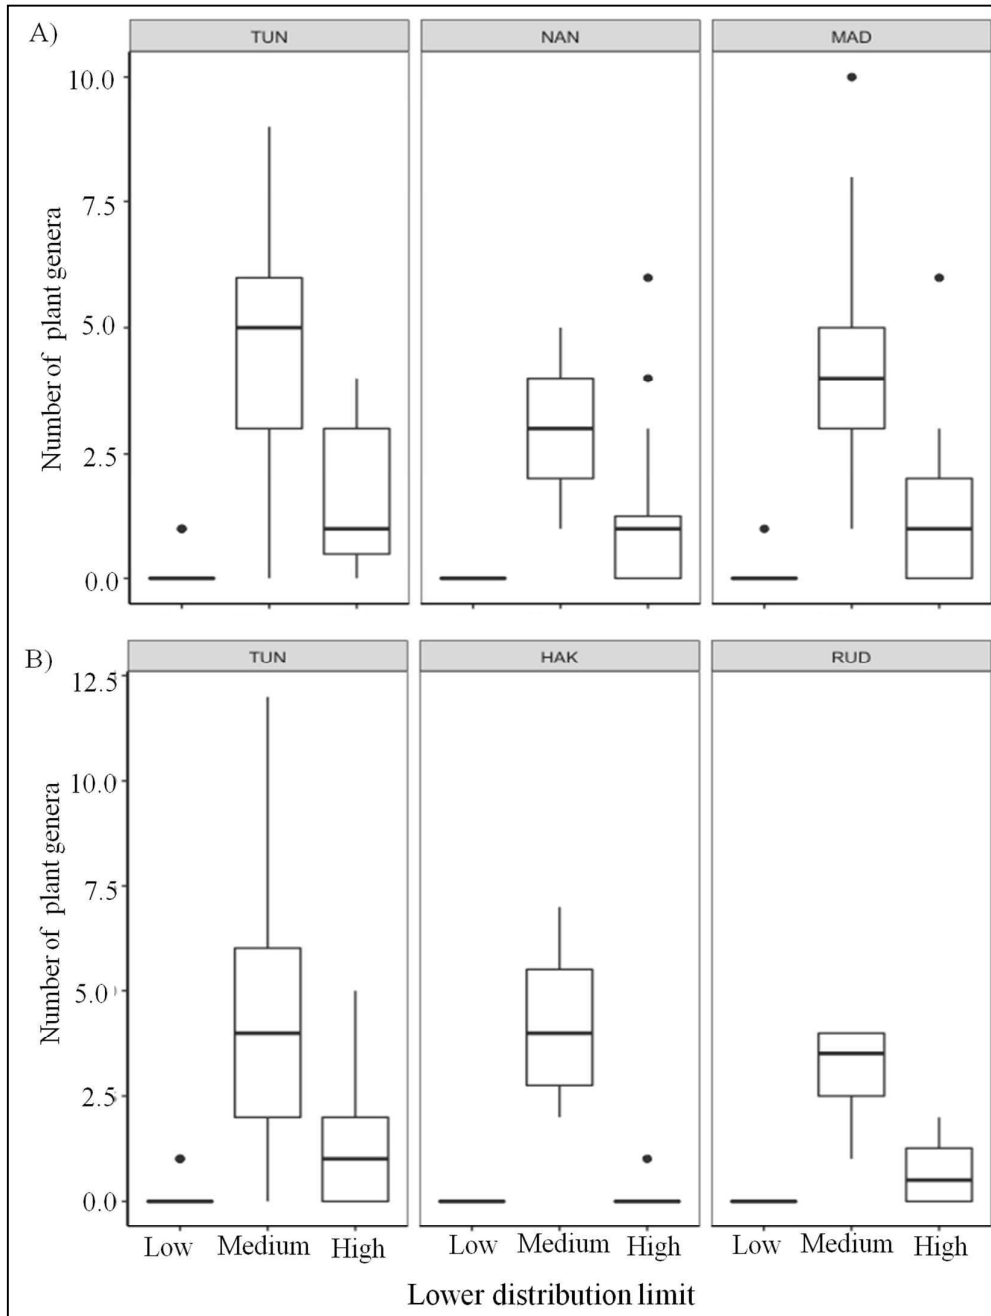 A)
TUN NAN MAD
10.0
7.5
5.0
2.5
0.0
Number of plant genera
B)
TUN HAK RUD
12.5
10.0
7.5
5.0
2.5
0.0
Number of plant genera
Low Medium High Low Medium High Low Medium High
Lower distribution limit